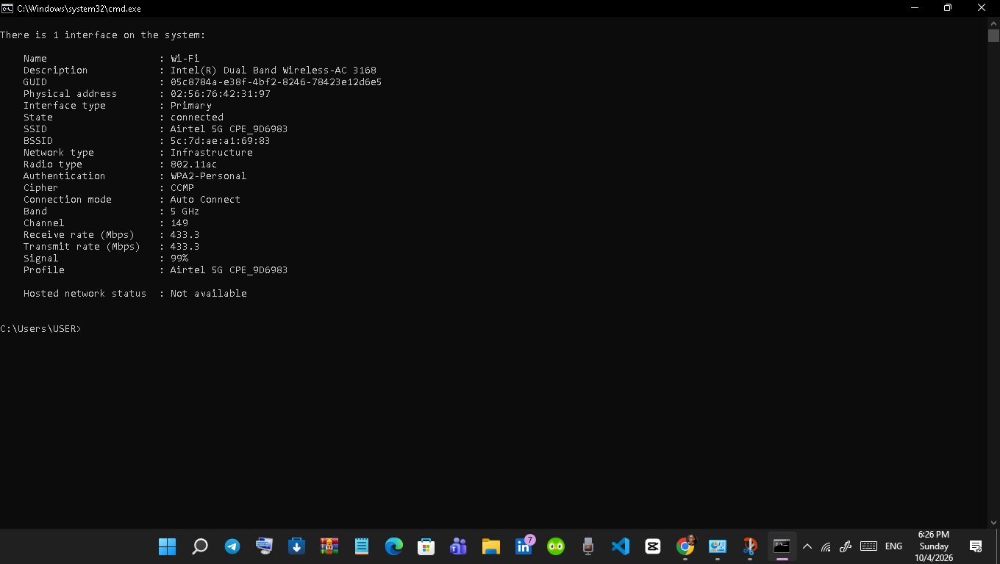 C:\Windows\system32\cmd.exe
There is 1 interface on the system:
Name : Wi-Fi
Description : Intel(R) Dual Band Wireless-AC 3168
GUID : 05c8784a-e38f-4bf2-8246-78423e12d6e5
Physical address : 02:56:76:42:31:97
Interface type : Primary
State : connected
SSID : Airtel 5G CPE_9D6983
BSSID : 5c:7d:ae:a1:69:83
Network type : Infrastructure
Radio type : 802.11ac
Authentication : WPA2-Personal
Cipher : CCMP
Connection mode : Auto Connect
Band : 5 GHz
Channel : 149
Receive rate (Mbps) : 433.3
Transmit rate (Mbps) : 433.3
Signal : 99%
Profile : Airtel 5G CPE_9D6983
Hosted network status : Not available
C:\Users\USER>
7
ENG
6:26 PM
Sunday
10/4/2026